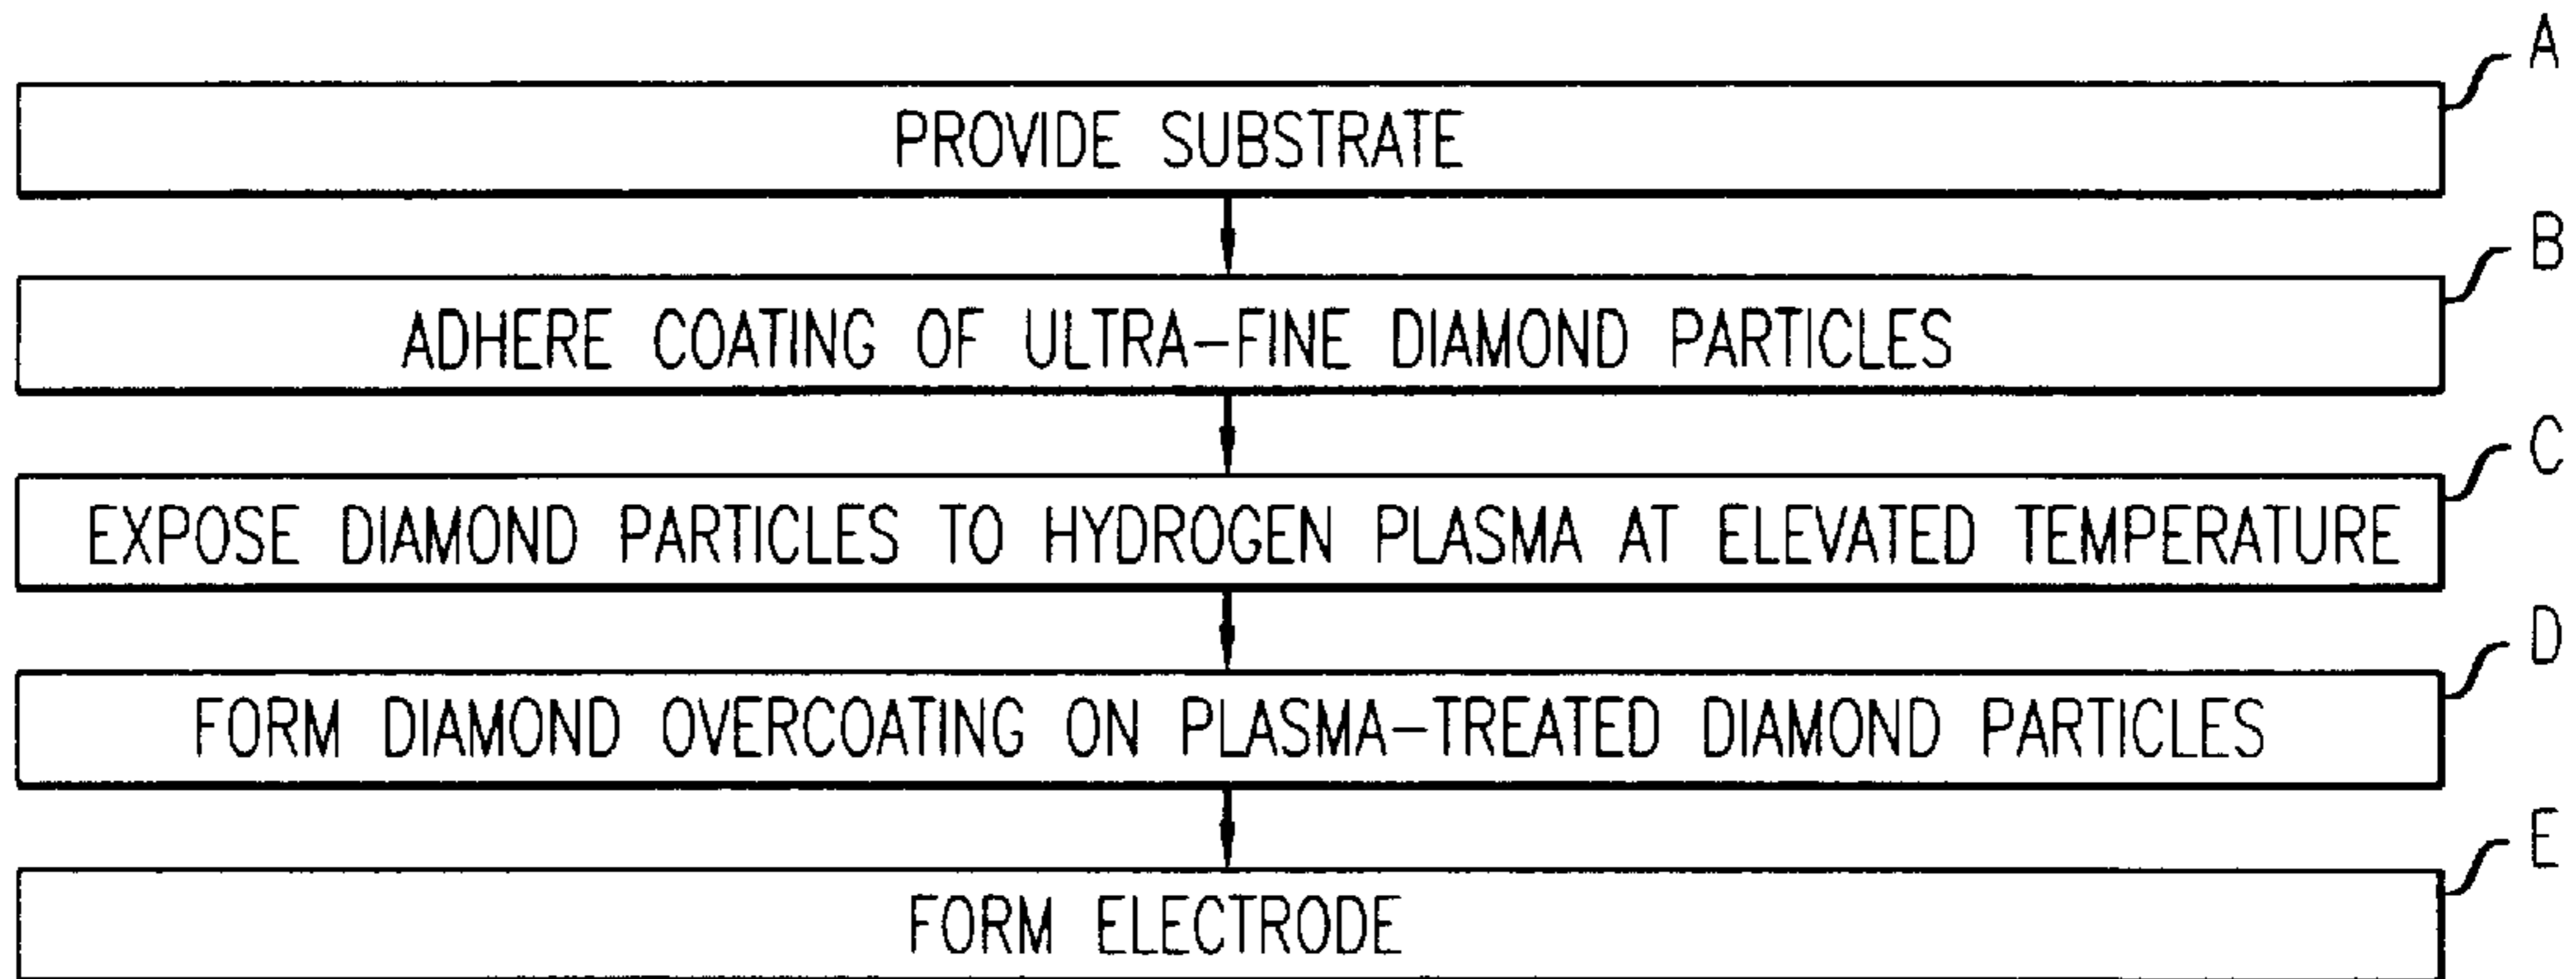 A
PROVIDE SUBSTRATE
B
ADHERE COATING OF ULTRA-FINE DIAMOND PARTICLES
C
EXPOSE DIAMOND PARTICLES TO HYDROGEN PLASMA AT ELEVATED TEMPERATURE
D
FORM DIAMOND OVERCOATING ON PLASMA-TREATED DIAMOND PARTICLES
E
FORM ELECTRODE